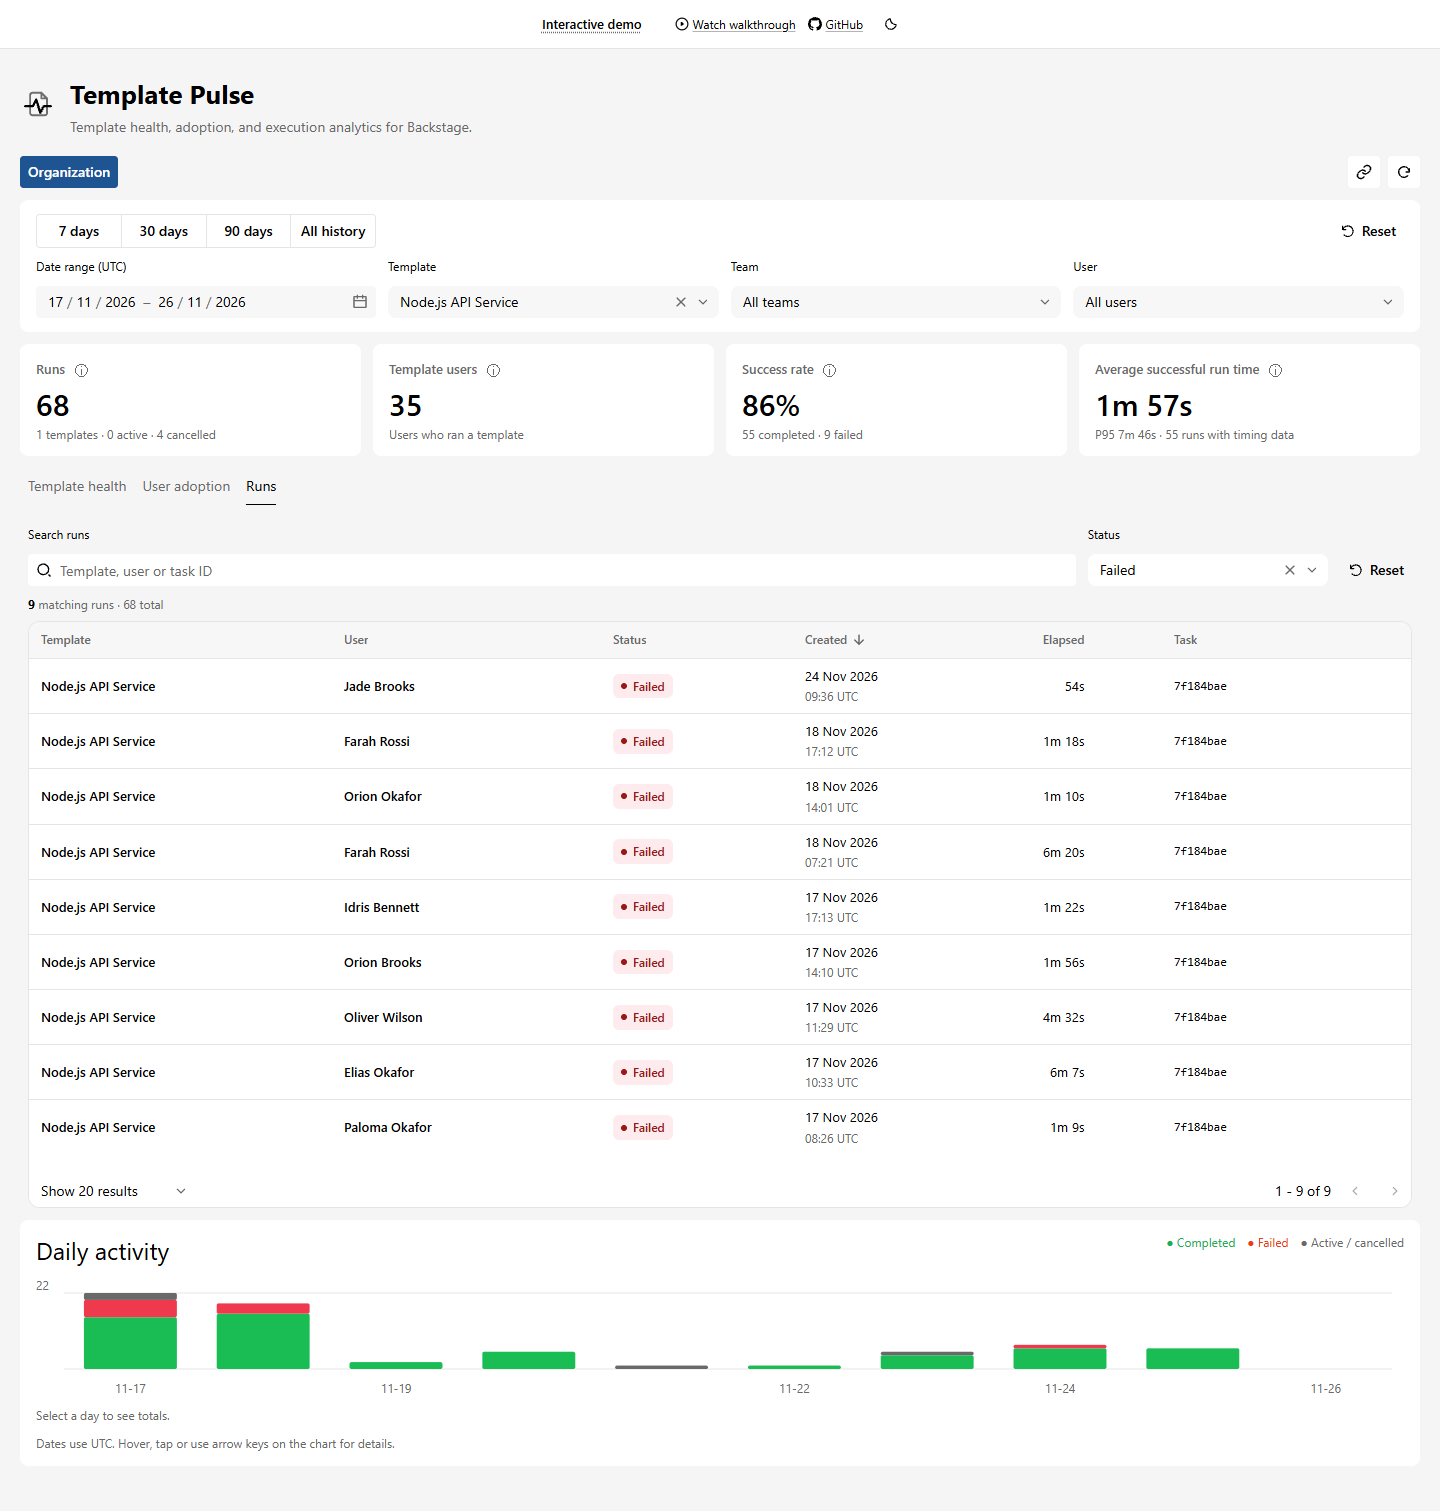 Interactive demo Watch walkthrough GitHub
Template Pulse
Template health, adoption, and execution analytics for Backstage.
Organization
7 days 30 days 90 days All history Reset
Date range (UTC) Template Team User
17 / 11 / 2026 – 26 / 11 / 2026 Node.js API Service All teams All users
Runs Template users Success rate Average successful run time
68 35 86% 1m 57s
1 templates · 0 active · 4 cancelled Users who ran a template 55 completed · 9 failed P95 7m 46s · 55 runs with timing data
Template health User adoption Runs
Search runs Status
Template, user or task ID Failed Reset
9 matching runs · 68 total
Template User Status Created Elapsed Task
Node.js API Service Jade Brooks Failed 24 Nov 2026 09:36 UTC 54s 7f184bae
Node.js API Service Farah Rossi Failed 18 Nov 2026 17:12 UTC 1m 18s 7f184bae
Node.js API Service Orion Okafor Failed 18 Nov 2026 14:01 UTC 1m 10s 7f184bae
Node.js API Service Farah Rossi Failed 18 Nov 2026 07:21 UTC 6m 20s 7f184bae
Node.js API Service Idris Bennett Failed 17 Nov 2026 17:13 UTC 1m 22s 7f184bae
Node.js API Service Orion Brooks Failed 17 Nov 2026 14:10 UTC 1m 56s 7f184bae
Node.js API Service Oliver Wilson Failed 17 Nov 2026 11:29 UTC 4m 32s 7f184bae
Node.js API Service Elias Okafor Failed 17 Nov 2026 10:33 UTC 6m 7s 7f184bae
Node.js API Service Paloma Okafor Failed 17 Nov 2026 08:26 UTC 1m 9s 7f184bae
Show 20 results 1 - 9 of 9
Daily activity Completed Failed Active / cancelled
22
11-17 11-19 11-22 11-24 11-26
Select a day to see totals.
Dates use UTC. Hover, tap or use arrow keys on the chart for details.